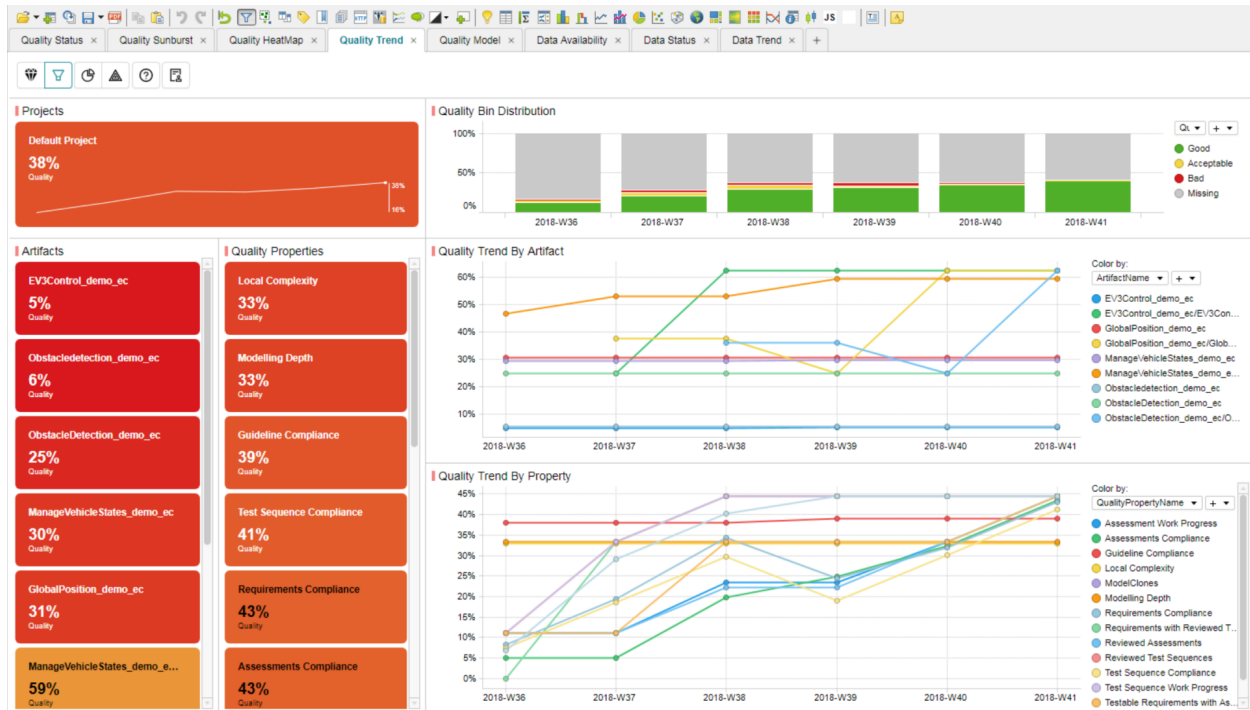 JS
Quality Status ×
Quality Sunburst ×
Quality HeatMap ×
Quality Trend ×
Quality Model ×
Data Availability ×
Data Status ×
Data Trend ×
+
Projects
Default Project
38%
Quality
38%
16%
Artifacts
EV3Control_demo_ec
5%
Quality
Obstacledetection_demo_ec
6%
Quality
ObstacleDetection_demo_ec
25%
Quality
ManageVehicleStates_demo_ec
30%
Quality
GlobalPosition_demo_ec
31%
Quality
ManageVehicleStates_demo_e...
59%
Quality
Quality Properties
Local Complexity
33%
Quality
Modelling Depth
33%
Quality
Guideline Compliance
39%
Quality
Test Sequence Compliance
41%
Quality
Requirements Compliance
43%
Quality
Assessments Compliance
43%
Quality
Quality Bin Distribution
100%
50%
0%
2018-W36
2018-W37
2018-W38
2018-W39
2018-W40
2018-W41
+
Good
Acceptable
Bad
Missing
Quality Trend By Artifact
60%
50%
40%
30%
20%
10%
2018-W36
2018-W37
2018-W38
2018-W39
2018-W40
2018-W41
Color by:
ArtifactName
+
EV3Control_demo_ec
EV3Control_demo_ec/EV3Con...
GlobalPosition_demo_ec
GlobalPosition_demo_ec/Glob...
ManageVehicleStates_demo_ec
ManageVehicleStates_demo_e...
Obstacledetection_demo_ec
ObstacleDetection_demo_ec
ObstacleDetection_demo_ec/O...
Quality Trend By Property
45%
40%
35%
30%
25%
20%
15%
10%
5%
0%
2018-W36
2018-W37
2018-W38
2018-W39
2018-W40
2018-W41
Color by:
QualityPropertyName
+
Assessment Work Progress
Assessments Compliance
Guideline Compliance
Local Complexity
ModelClones
Modelling Depth
Requirements Compliance
Requirements with Reviewed T...
Reviewed Assessments
Reviewed Test Sequences
Test Sequence Compliance
Test Sequence Work Progress
Testable Requirements with As...